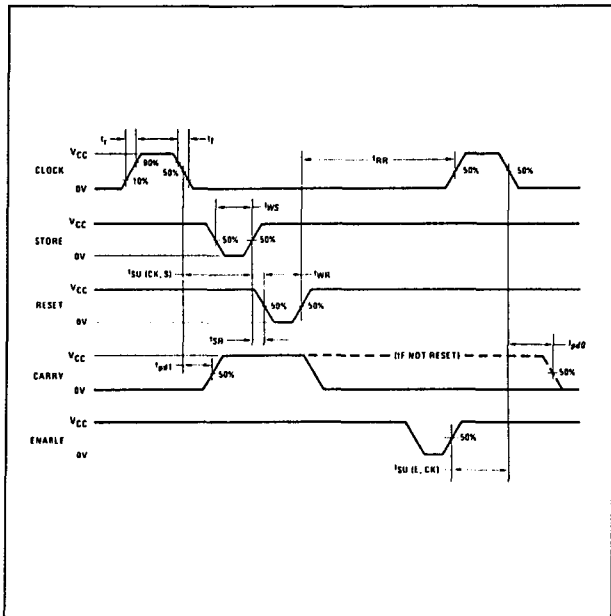 tr tf
VCC
CLOCK 90% 50% tRR 50% 50%
10%
0V
VCC tWS
STORE 50% 50%
0V
tSU (CK, S) tWR
VCC
RESET 50% 50%
0V
tSR
VCC (IF NOT RESET) tpd0
tpd1
CARRY 50% 50%
0V
VCC
ENABLE 50%
0V
tSU (E, CK)